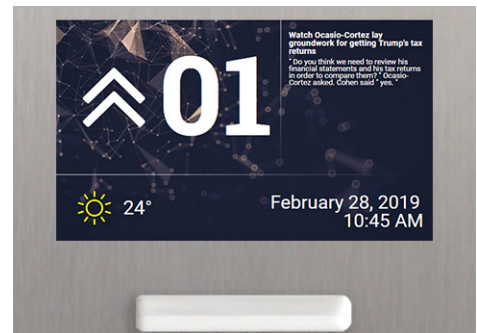 01
Watch Ocasio-Cortez lay
groundwork for getting Trump's tax
returns
" Do you think we need to review his
financial statements and his tax returns
in order to compare them? " Ocasio-
Cortez asked. Cohen said " yes. "
24°
February 28, 2019
10:45 AM